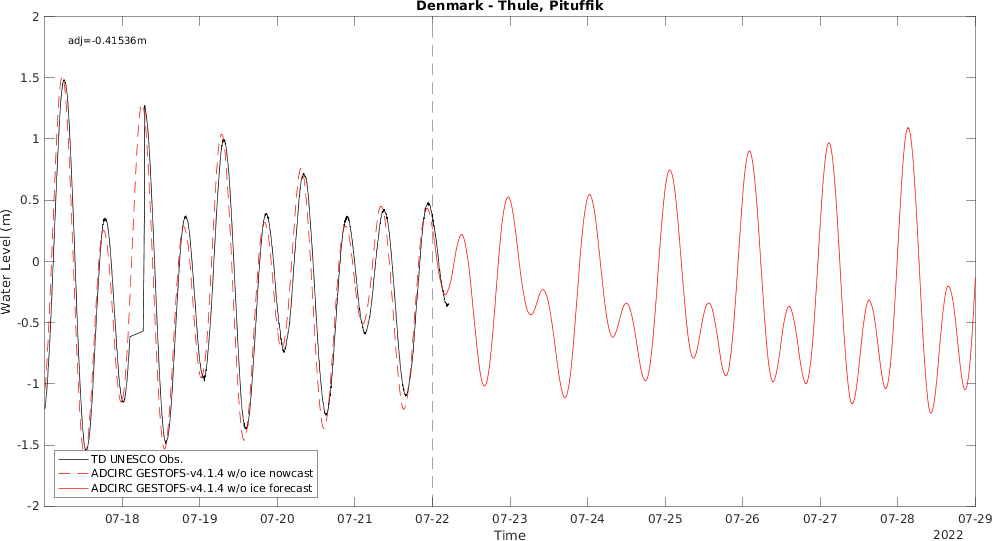 Denmark - Thule, Pituffik
adj=-0.41536m
Water Level (m)
2
1.5
1
0.5
0
-0.5
-1
-1.5
-2
TD UNESCO Obs.
ADCIRC GESTOFS-v4.1.4 w/o ice nowcast
ADCIRC GESTOFS-v4.1.4 w/o ice forecast
07-18 07-19 07-20 07-21 07-22 07-23 07-24 07-25 07-26 07-27 07-28 07-29
Time
2022